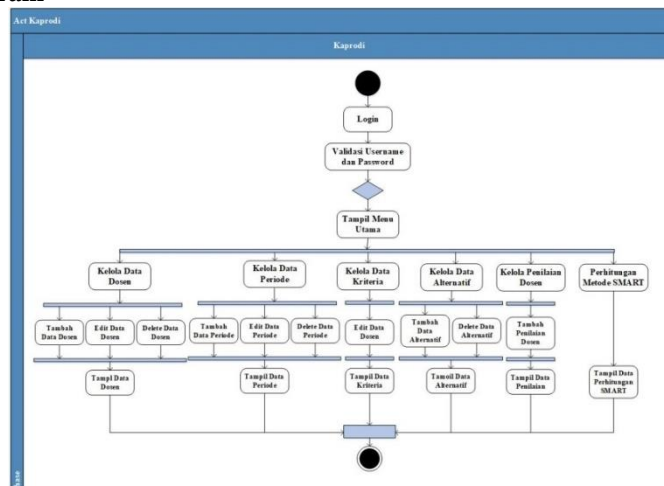 Act Kaprodi
Kaprodi
Login
Validasi Username
dan Pasword
Tampil Menu
Utama
Kelola Data
Dosen
Kelola Data
Periode
Kelola Data
Kriteria
Kelola Data
Alternatif
Kelola Penilaian
Dosen
Perhitungan
Metode SMART
Tambah
Data Dosen
Edit Data
Dosen
Delete Data
Dosen
Tambah
Data Periode
Edit Data
Periode
Delete Data
Periode
Edit Data
Dosen
Tambah
Data
Alternatif
Delete Data
Alternatif
Tambah
Penilaian
Dosen
Tampl Data
Dosen
Tampil Data
Periode
Tampil Data
Kriteria
Tamoil Data
Alternatif
Tampil Data
Penilaian
Tampil Data
Perhitungan
SMART